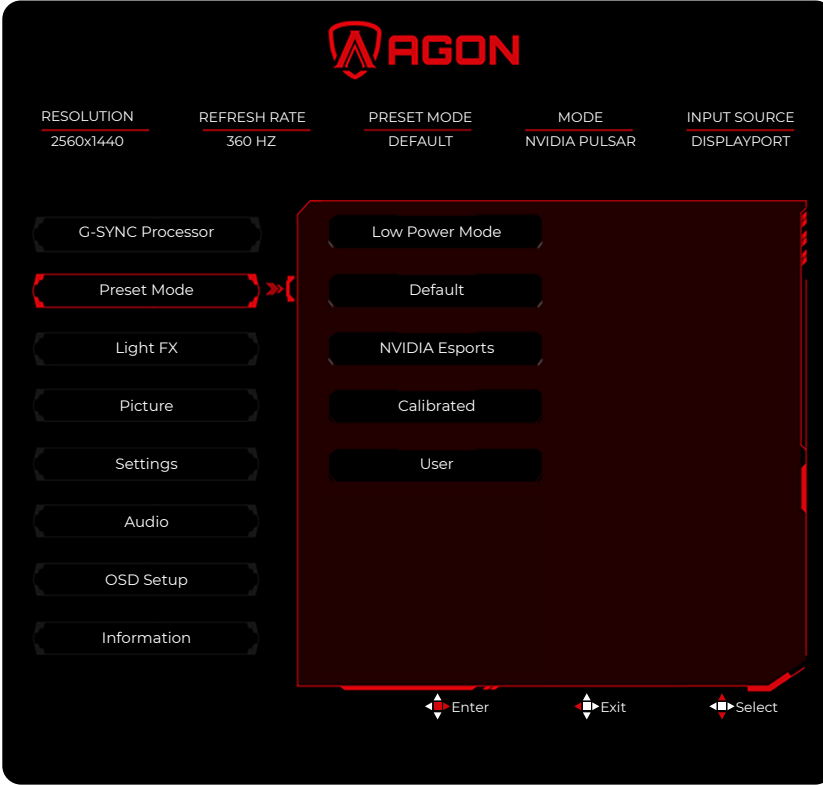 AGON
RESOLUTION
2560x1440
REFRESH RATE
360 HZ
PRESET MODE
DEFAULT
MODE
NVIDIA PULSAR
INPUT SOURCE
DISPLAYPORT
G-SYNC Processor
Preset Mode
Light FX
Picture
Settings
Audio
OSD Setup
Information
Low Power Mode
Default
NVIDIA Esports
Calibrated
User
Enter
Exit
Select